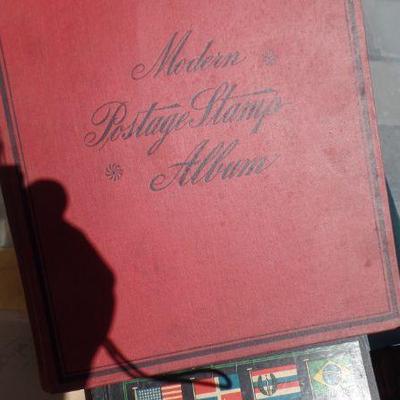 Modern
Postage Stamp
Album